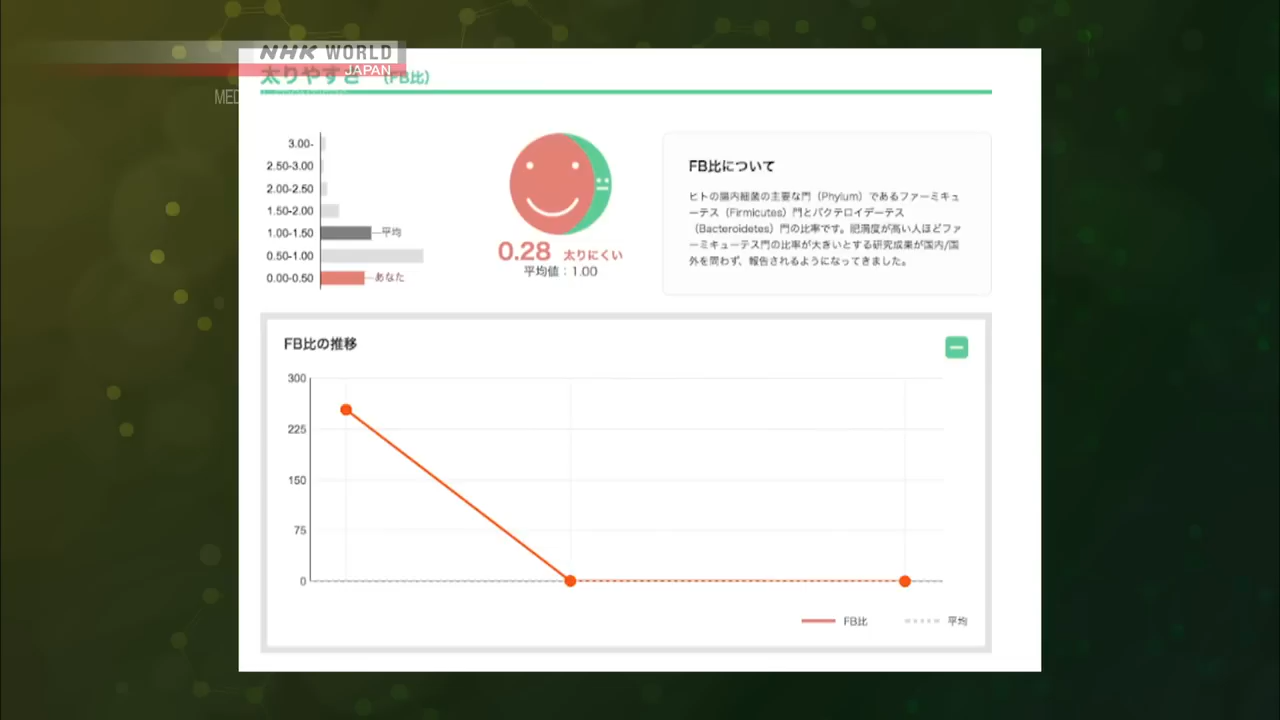 NHK WORLD
JAPAN
太りやすさ (FB比)
MED
3.00-
2.50-3.00
2.00-2.50
1.50-2.00
1.00-1.50
平均
0.50-1.00
0.00-0.50
あなた
0.28 太りにくい
平均値：1.00
FB比について
ヒトの腸内細菌の主要な門（Phylum）であるファーミキュ
ーテス（Firmicutes）門とバクテロイデーテス
（Bacteroidetes）門の比率です。肥満度が高い人ほどファ
ーミキューテス門の比率が大きいとする研究成果が国内/国
外を問わず、報告されるようになってきました。
FB比の推移
300
225
150
75
0
FB比
平均